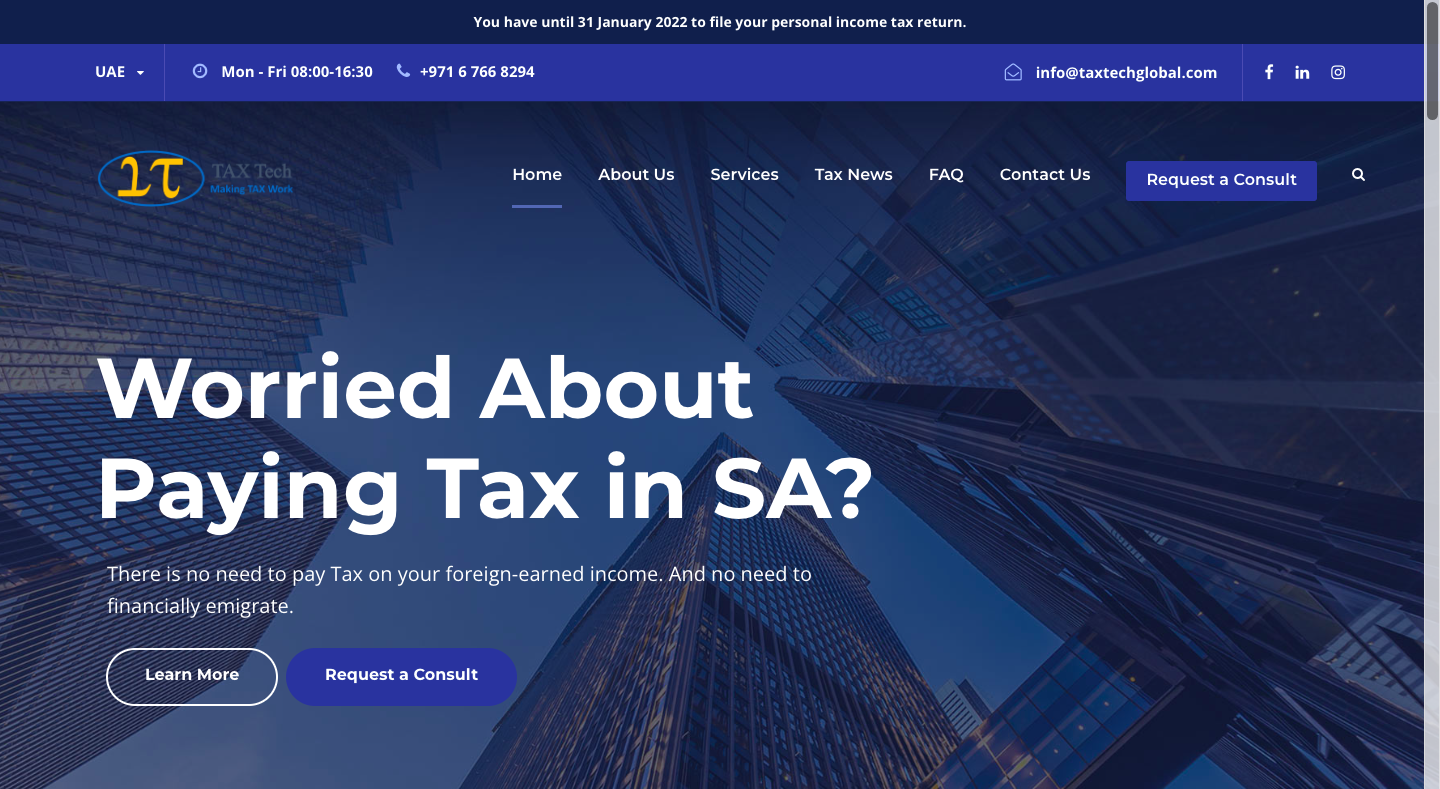 You have until 31 January 2022 to file your personal income tax return.
UAE
Mon - Fri 08:00-16:30
+971 6 766 8294
info@taxtechglobal.com
TAX Tech
Making TAX Work
Home
About Us
Services
Tax News
FAQ
Contact Us
Request a Consult
Worried About
Paying Tax in SA?
There is no need to pay Tax on your foreign-earned income. And no need to
financially emigrate.
Learn More
Request a Consult